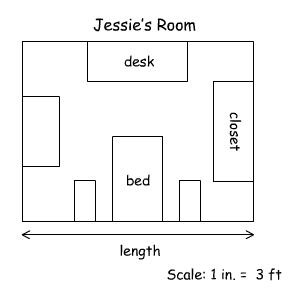 Jessie's Room
desk
closet
bed
length
Scale: 1 in. = 3 ft